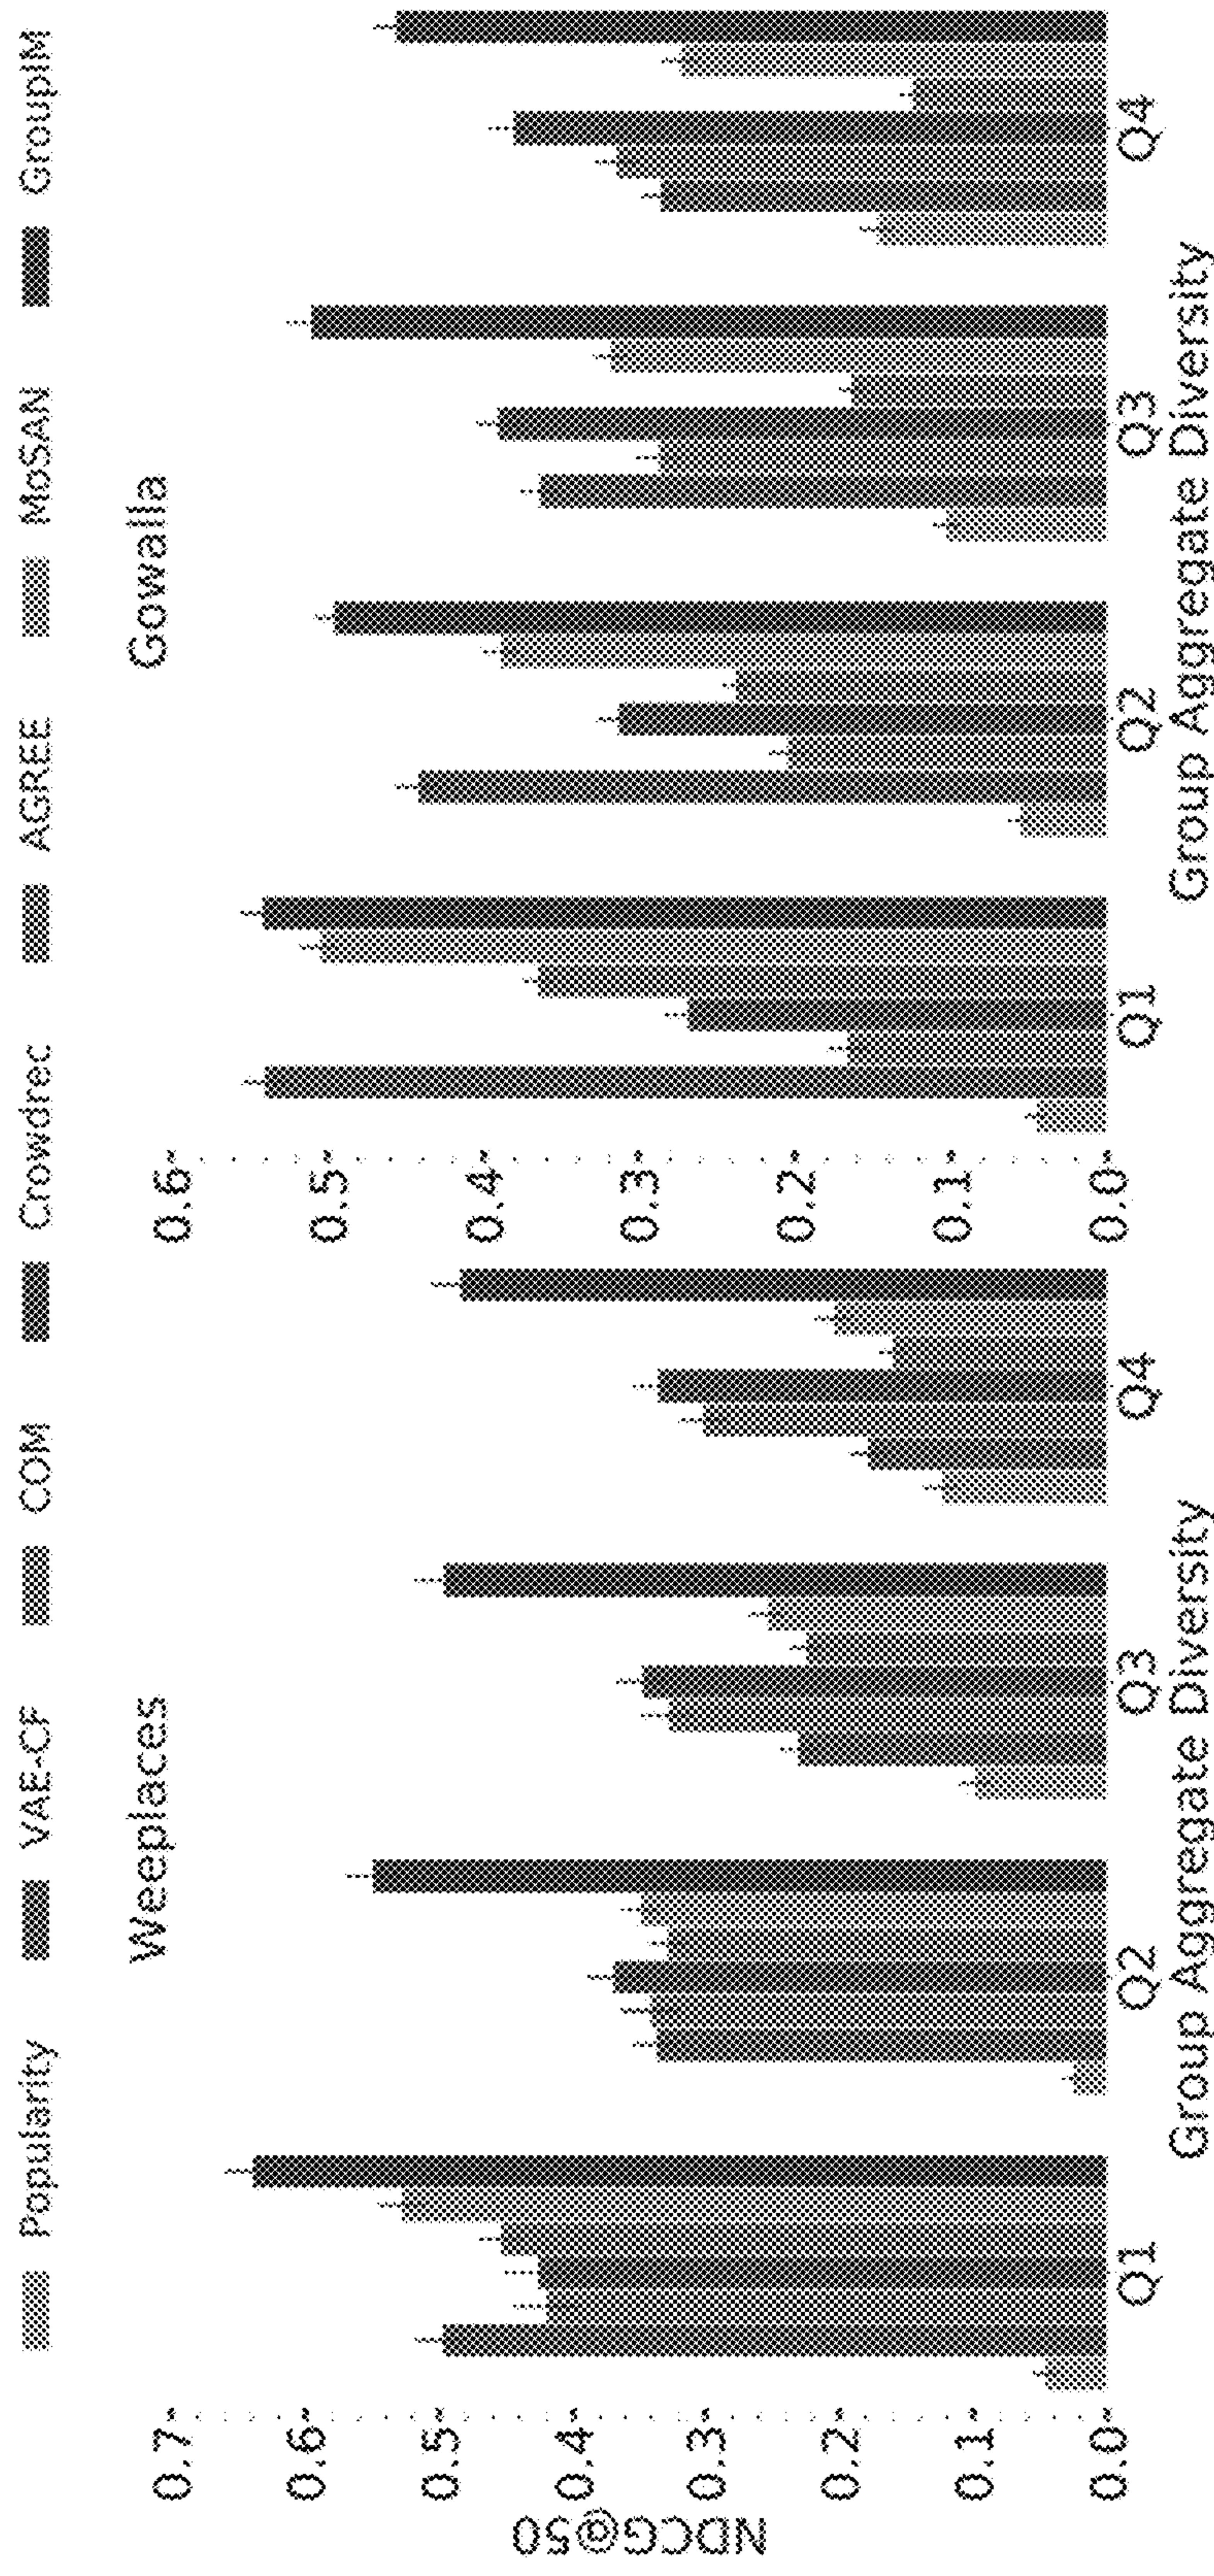 Popularity VAE-CF COM Crowdrec AGREE MoSAN GroupIM
Weeplaces
NDCG@50
0.7
0.6
0.5
0.4
0.3
0.2
0.1
0.0
Q1 Q2 Q3 Q4
Group Aggregate Diversity
Gowalla
0.6
0.5
0.4
0.3
0.2
0.1
0.0
Q1 Q2 Q3 Q4
Group Aggregate Diversity